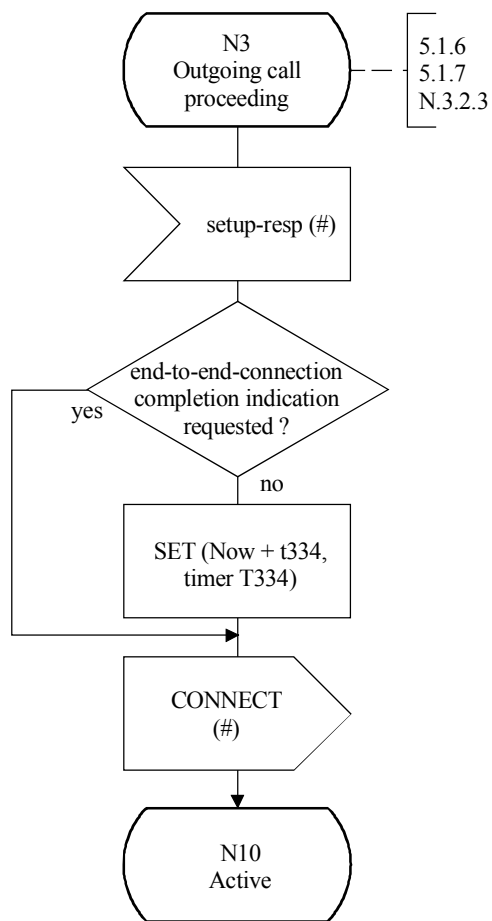 N3
Outgoing call
proceeding
5.1.6
5.1.7
N.3.2.3
setup-resp (#)
end-to-end-connection
completion indication
requested ?
yes
no
SET (Now + t334,
timer T334)
CONNECT
(#)
N10
Active